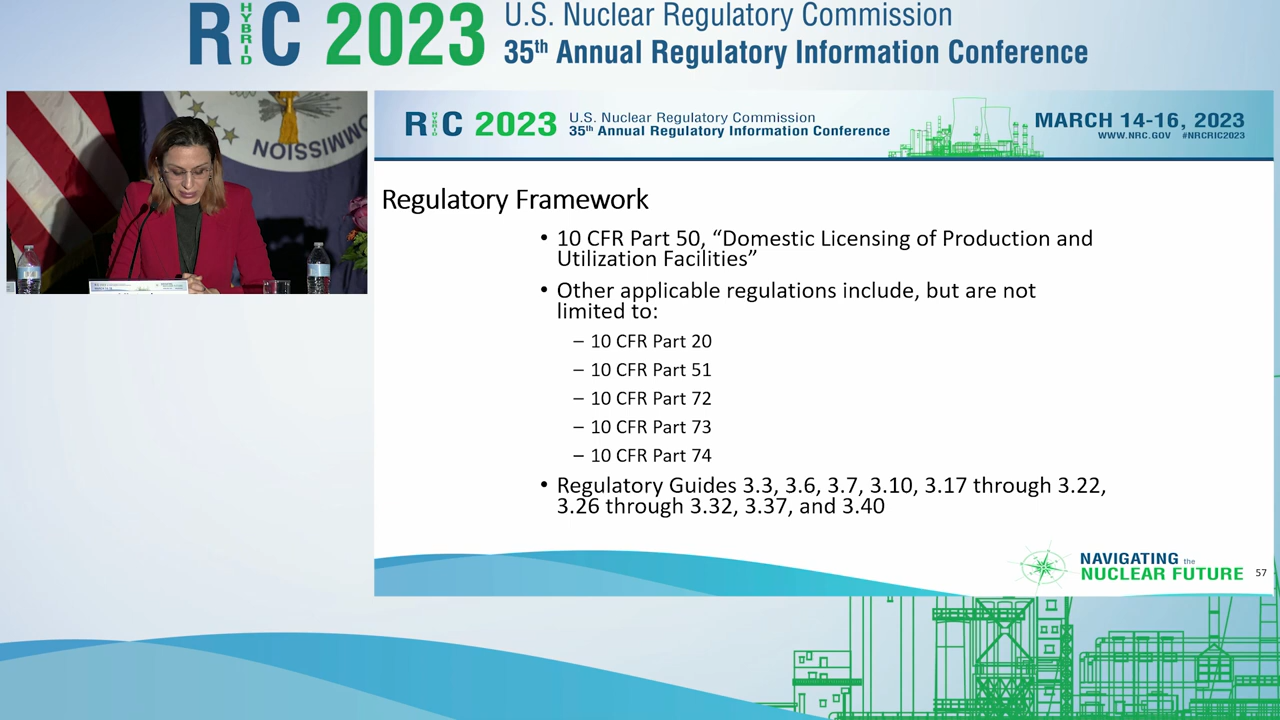 RIC 2023
HYBRID
U.S. Nuclear Regulatory Commission
35th Annual Regulatory Information Conference
MMISSION
RIC 2023
HYBRID
U.S. Nuclear Regulatory Commission
35th Annual Regulatory Information Conference
MARCH 14-16, 2023
WWW.NRC.GOV #NRCRIC2023
Regulatory Framework
• 10 CFR Part 50, “Domestic Licensing of Production and
Utilization Facilities”
• Other applicable regulations include, but are not
limited to:
– 10 CFR Part 20
– 10 CFR Part 51
– 10 CFR Part 72
– 10 CFR Part 73
– 10 CFR Part 74
• Regulatory Guides 3.3, 3.6, 3.7, 3.10, 3.17 through 3.22,
3.26 through 3.32, 3.37, and 3.40
NAVIGATING the
NUCLEAR FUTURE
57